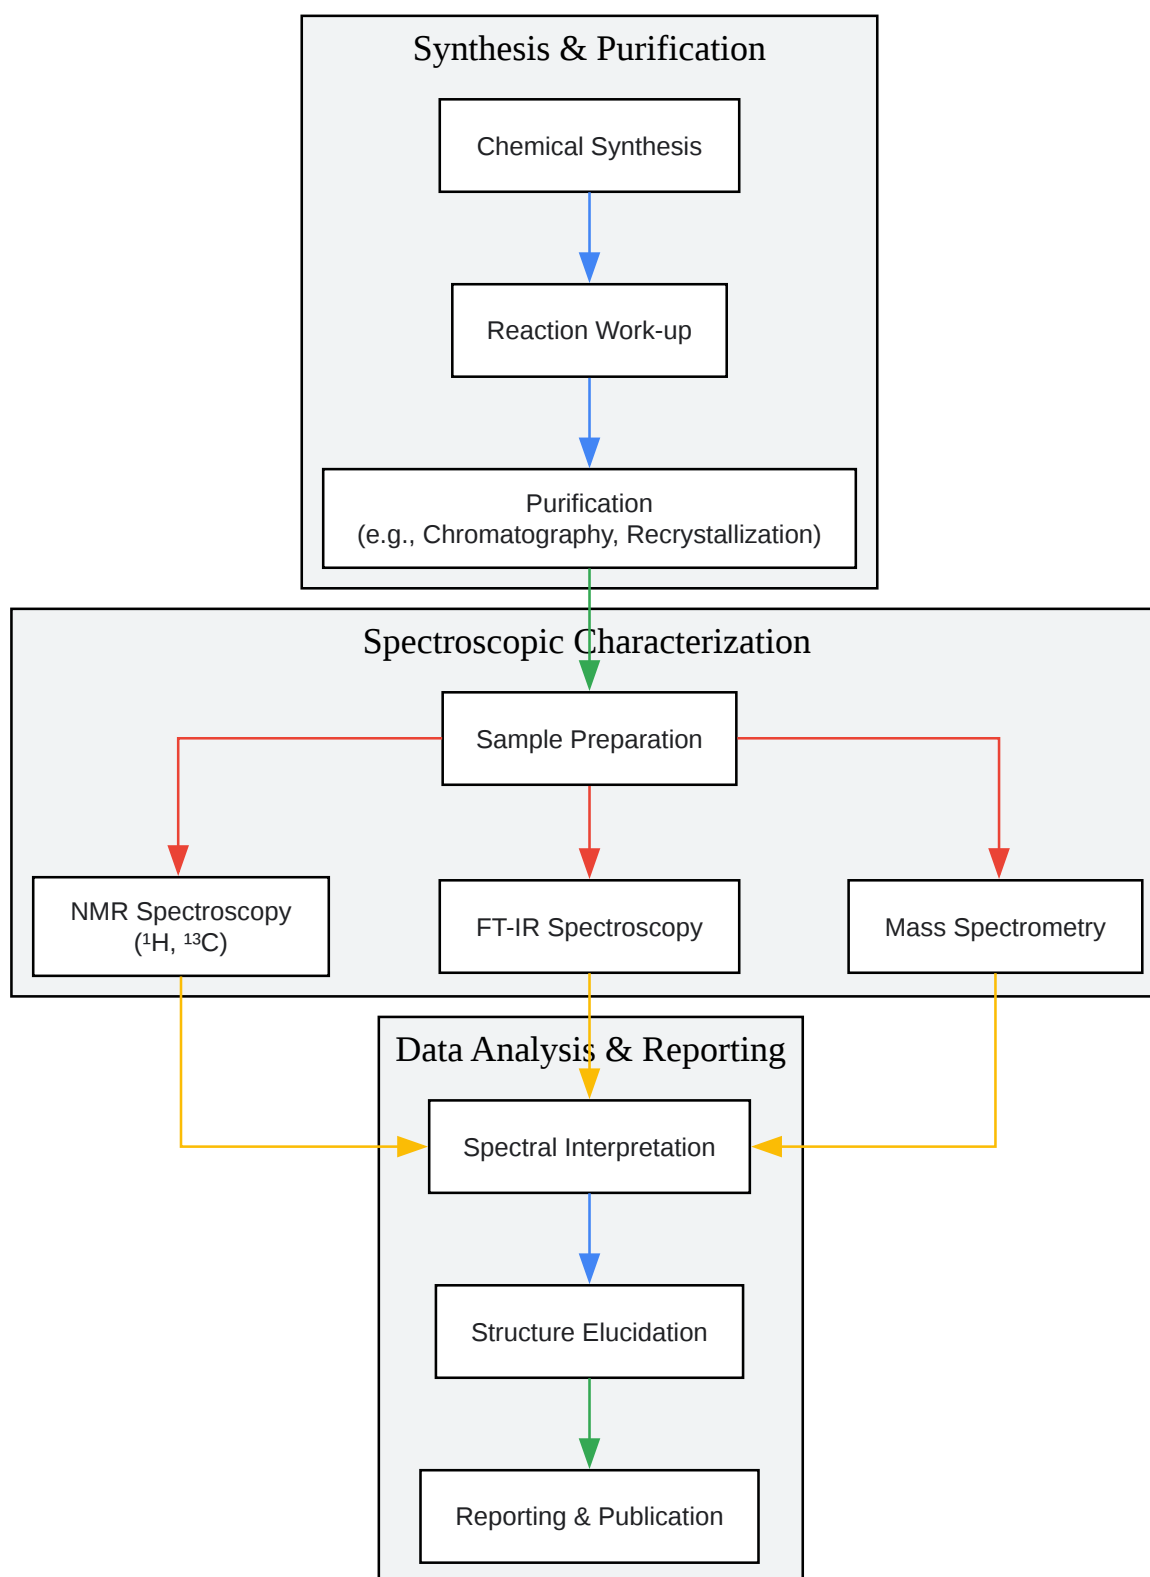 Synthesis & Purification
Chemical Synthesis
Reaction Work-up
Purification
(e.g., Chromatography, Recrystallization)
Spectroscopic Characterization
Sample Preparation
NMR Spectroscopy
(¹H, ¹³C)
FT-IR Spectroscopy
Mass Spectrometry
Data Analysis & Reporting
Spectral Interpretation
Structure Elucidation
Reporting & Publication